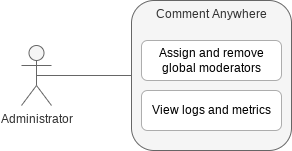 Comment Anywhere
Assign and remove
global moderators
View logs and metrics
Administrator